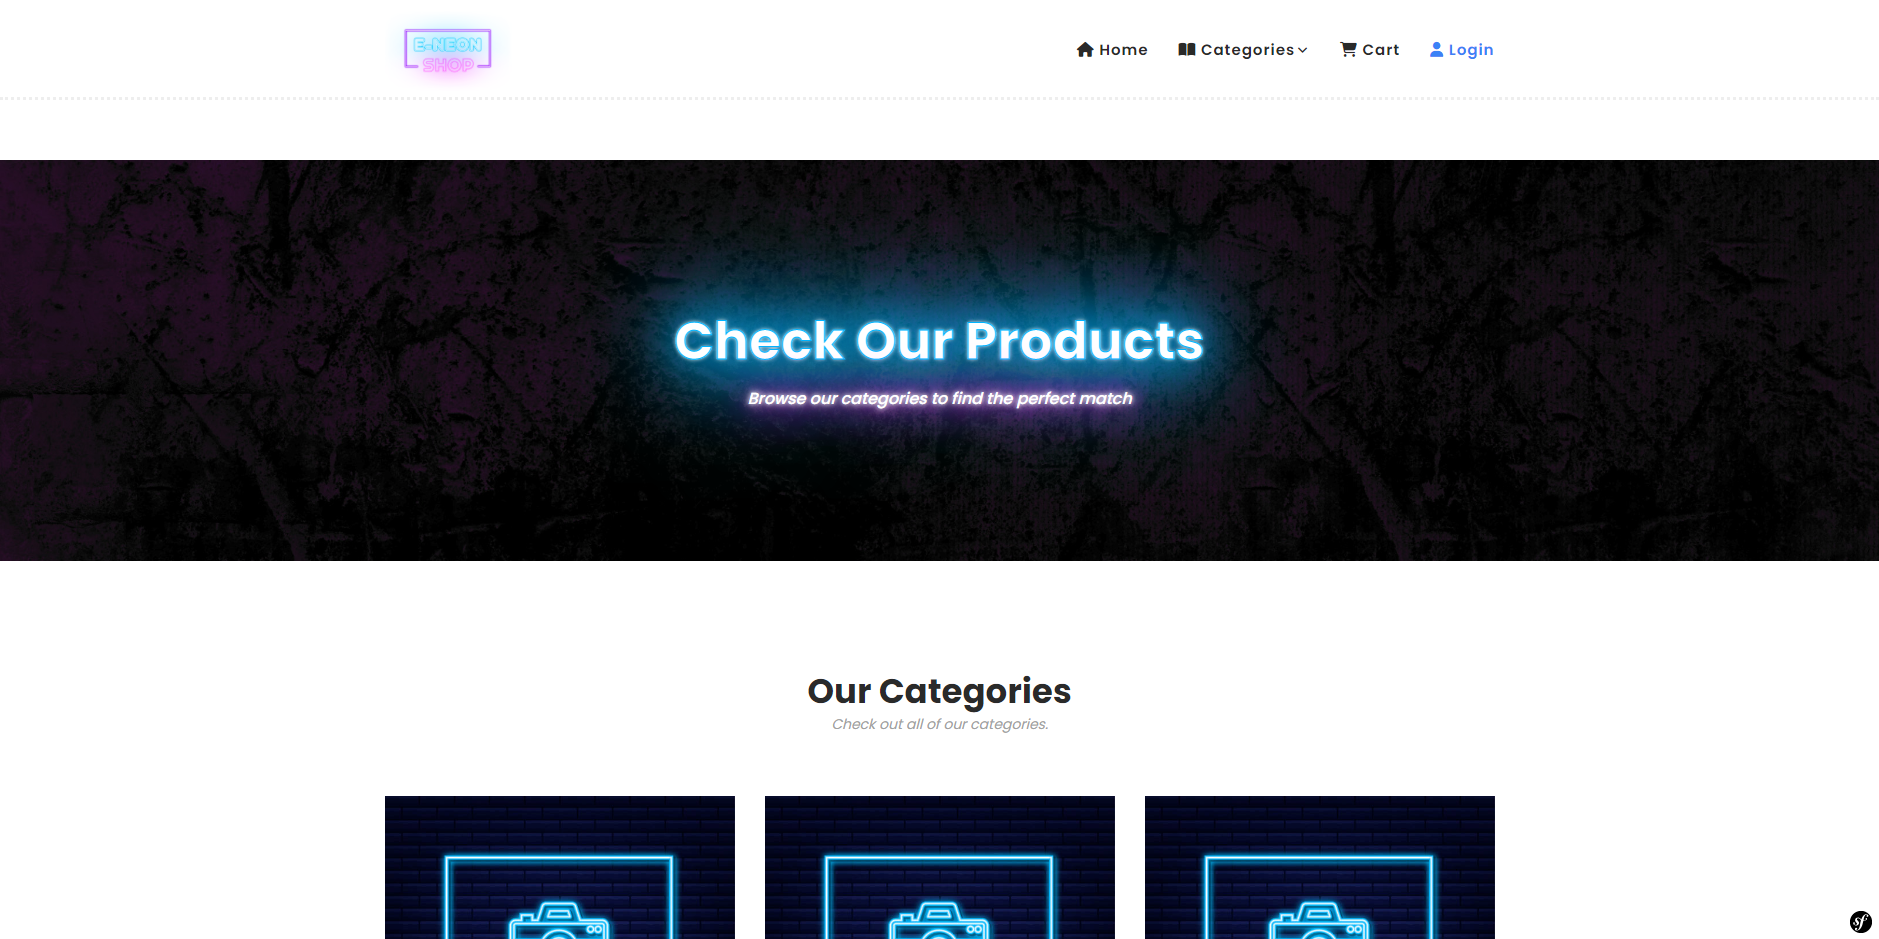 E-NEON
SHOP
Home
Categories
Cart
Login
Check Our Products
Browse our categories to find the perfect match
Our Categories
Check out all of our categories.
sf